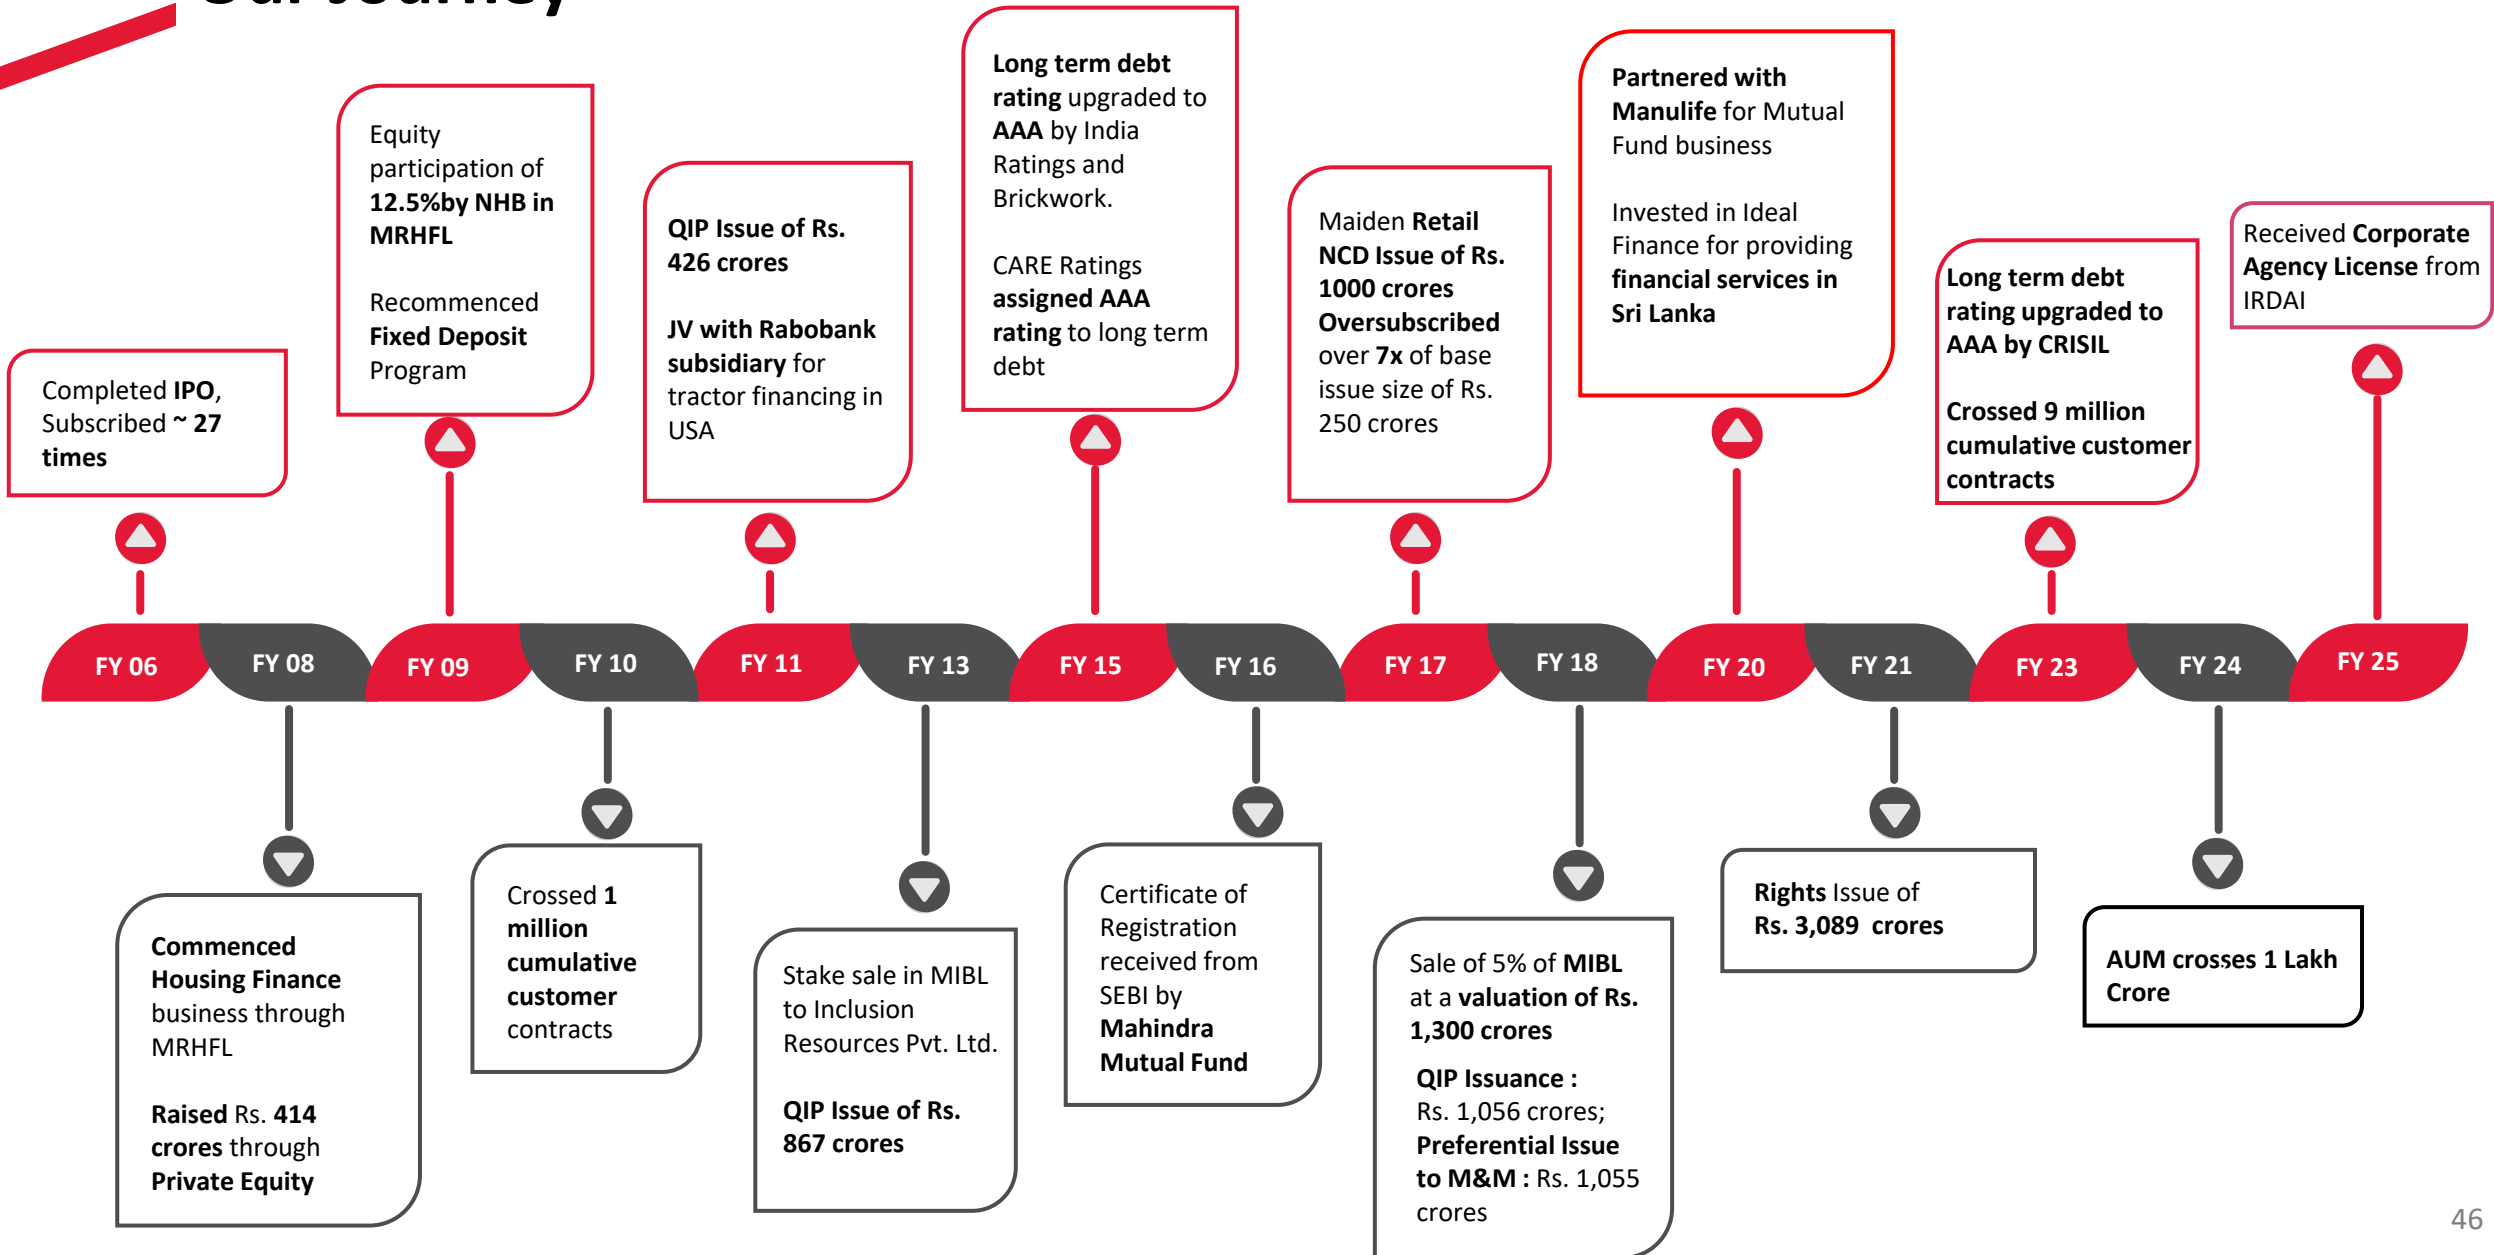 Our Journey
Completed IPO,
Subscribed ~ 27
times
Equity
participation of
12.5%by NHB in
MRHFL
Recommenced
Fixed Deposit
Program
QIP Issue of Rs.
426 crores
JV with Rabobank
subsidiary for
tractor financing in
USA
Long term debt
rating upgraded to
AAA by India
Ratings and
Brickwork.
CARE Ratings
assigned AAA
rating to long term
debt
Maiden Retail
NCD Issue of Rs.
1000 crores
Oversubscribed
over 7x of base
issue size of Rs.
250 crores
Partnered with
Manulife for Mutual
Fund business
Invested in Ideal
Finance for providing
financial services in
Sri Lanka
Long term debt
rating upgraded to
AAA by CRISIL
Crossed 9 million
cumulative customer
contracts
Received Corporate
Agency License from
IRDAI
FY 06
FY 08
FY 09
FY 10
FY 11
FY 13
FY 15
FY 16
FY 17
FY 18
FY 20
FY 21
FY 23
FY 24
FY 25
Commenced
Housing Finance
business through
MRHFL
Raised Rs. 414
crores through
Private Equity
Crossed 1
million
cumulative
customer
contracts
Stake sale in MIBL
to Inclusion
Resources Pvt. Ltd.
QIP Issue of Rs.
867 crores
Certificate of
Registration
received from
SEBI by
Mahindra
Mutual Fund
Sale of 5% of MIBL
at a valuation of Rs.
1,300 crores
QIP Issuance :
Rs. 1,056 crores;
Preferential Issue
to M&M : Rs. 1,055
crores
Rights Issue of
Rs. 3,089 crores
AUM crosses 1 Lakh
Crore
46